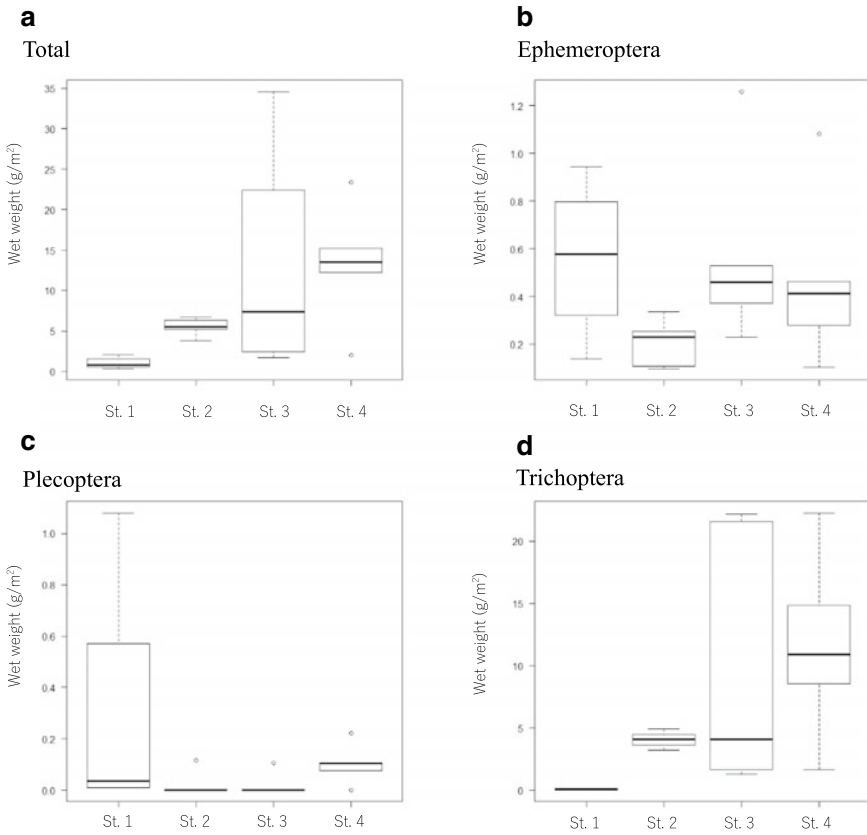 a
Total
Wet weight (g/m²)
35
30
25
20
15
10
5
0
St. 1 St. 2 St. 3 St. 4
b
Ephemeroptera
Wet weight (g/m²)
1.2
1.0
0.8
0.6
0.4
0.2
St. 1 St. 2 St. 3 St. 4
c
Plecoptera
Wet weight (g/m²)
1.0
0.8
0.6
0.4
0.2
0.0
St. 1 St. 2 St. 3 St. 4
d
Trichoptera
Wet weight (g/m²)
20
15
10
5
0
St. 1 St. 2 St. 3 St. 4